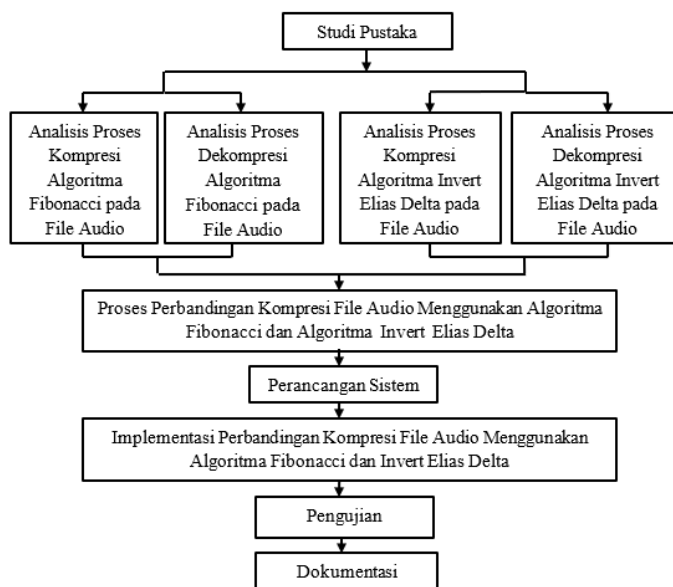 Studi Pustaka
Analisis Proses
Kompresi
Algoritma
Fibonacci pada
File Audio
Analisis Proses
Dekompresi
Algoritma
Fibonacci pada
File Audio
Analisis Proses
Kompresi
Algoritma Invert
Elias Delta pada
File Audio
Analisis Proses
Dekompresi
Algoritma Invert
Elias Delta pada
File Audio
Proses Perbandingan Kompresi File Audio Menggunakan Algoritma
Fibonacci dan Algoritma Invert Elias Delta
Perancangan Sistem
Implementasi Perbandingan Kompresi File Audio Menggunakan
Algoritma Fibonacci dan Invert Elias Delta
Pengujian
Dokumentasi